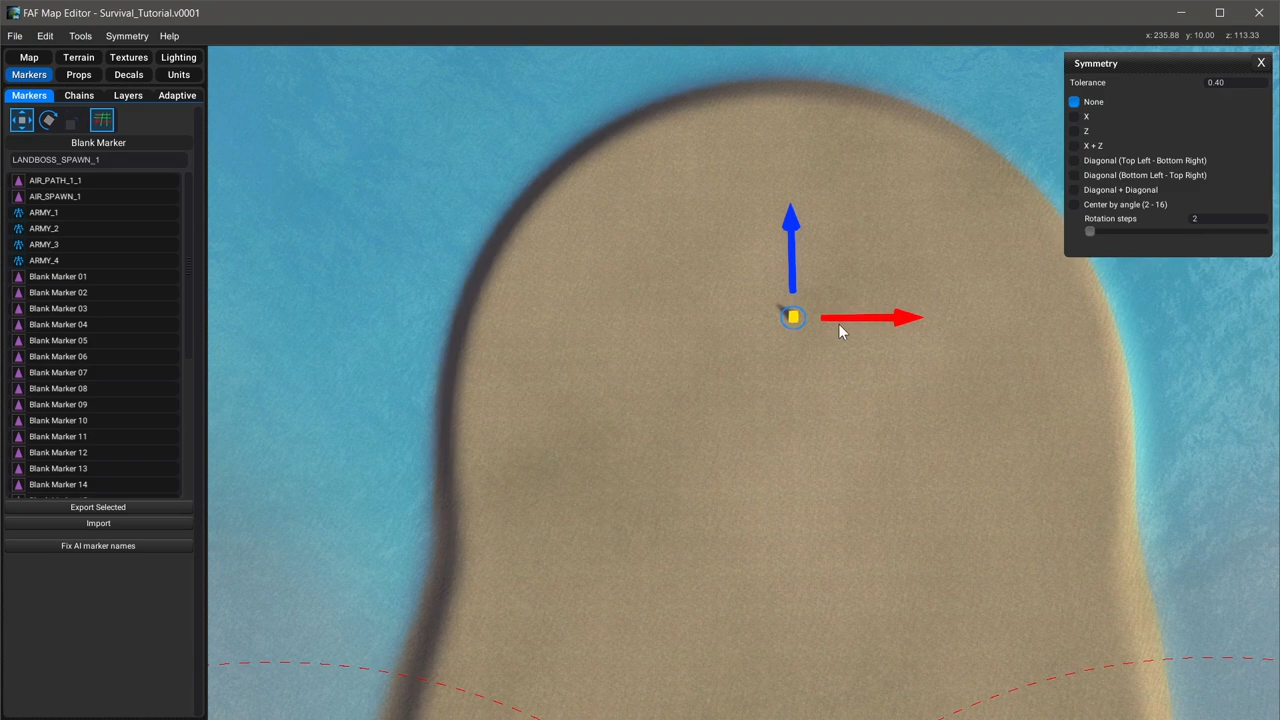 FAF Map Editor - Survival_Tutorial.v0001
File Edit Tools Symmetry Help
x: 235.88 y: 10.00 z: 113.33
Map Terrain Textures Lighting
Markers Props Decals Units
Markers Chains Layers Adaptive
Blank Marker
LANDBOSS_SPAWN_1
AIR_PATH_1_1
AIR_SPAWN_1
ARMY_1
ARMY_2
ARMY_3
ARMY_4
Blank Marker 01
Blank Marker 02
Blank Marker 03
Blank Marker 04
Blank Marker 05
Blank Marker 06
Blank Marker 07
Blank Marker 08
Blank Marker 09
Blank Marker 10
Blank Marker 11
Blank Marker 12
Blank Marker 13
Blank Marker 14
Export Selected
Import
Fix AI marker names
Symmetry X
Tolerance 0.40
None
X
Z
X + Z
Diagonal (Top Left - Bottom Right)
Diagonal (Bottom Left - Top Right)
Diagonal + Diagonal
Center by angle (2 - 16)
Rotation steps 2